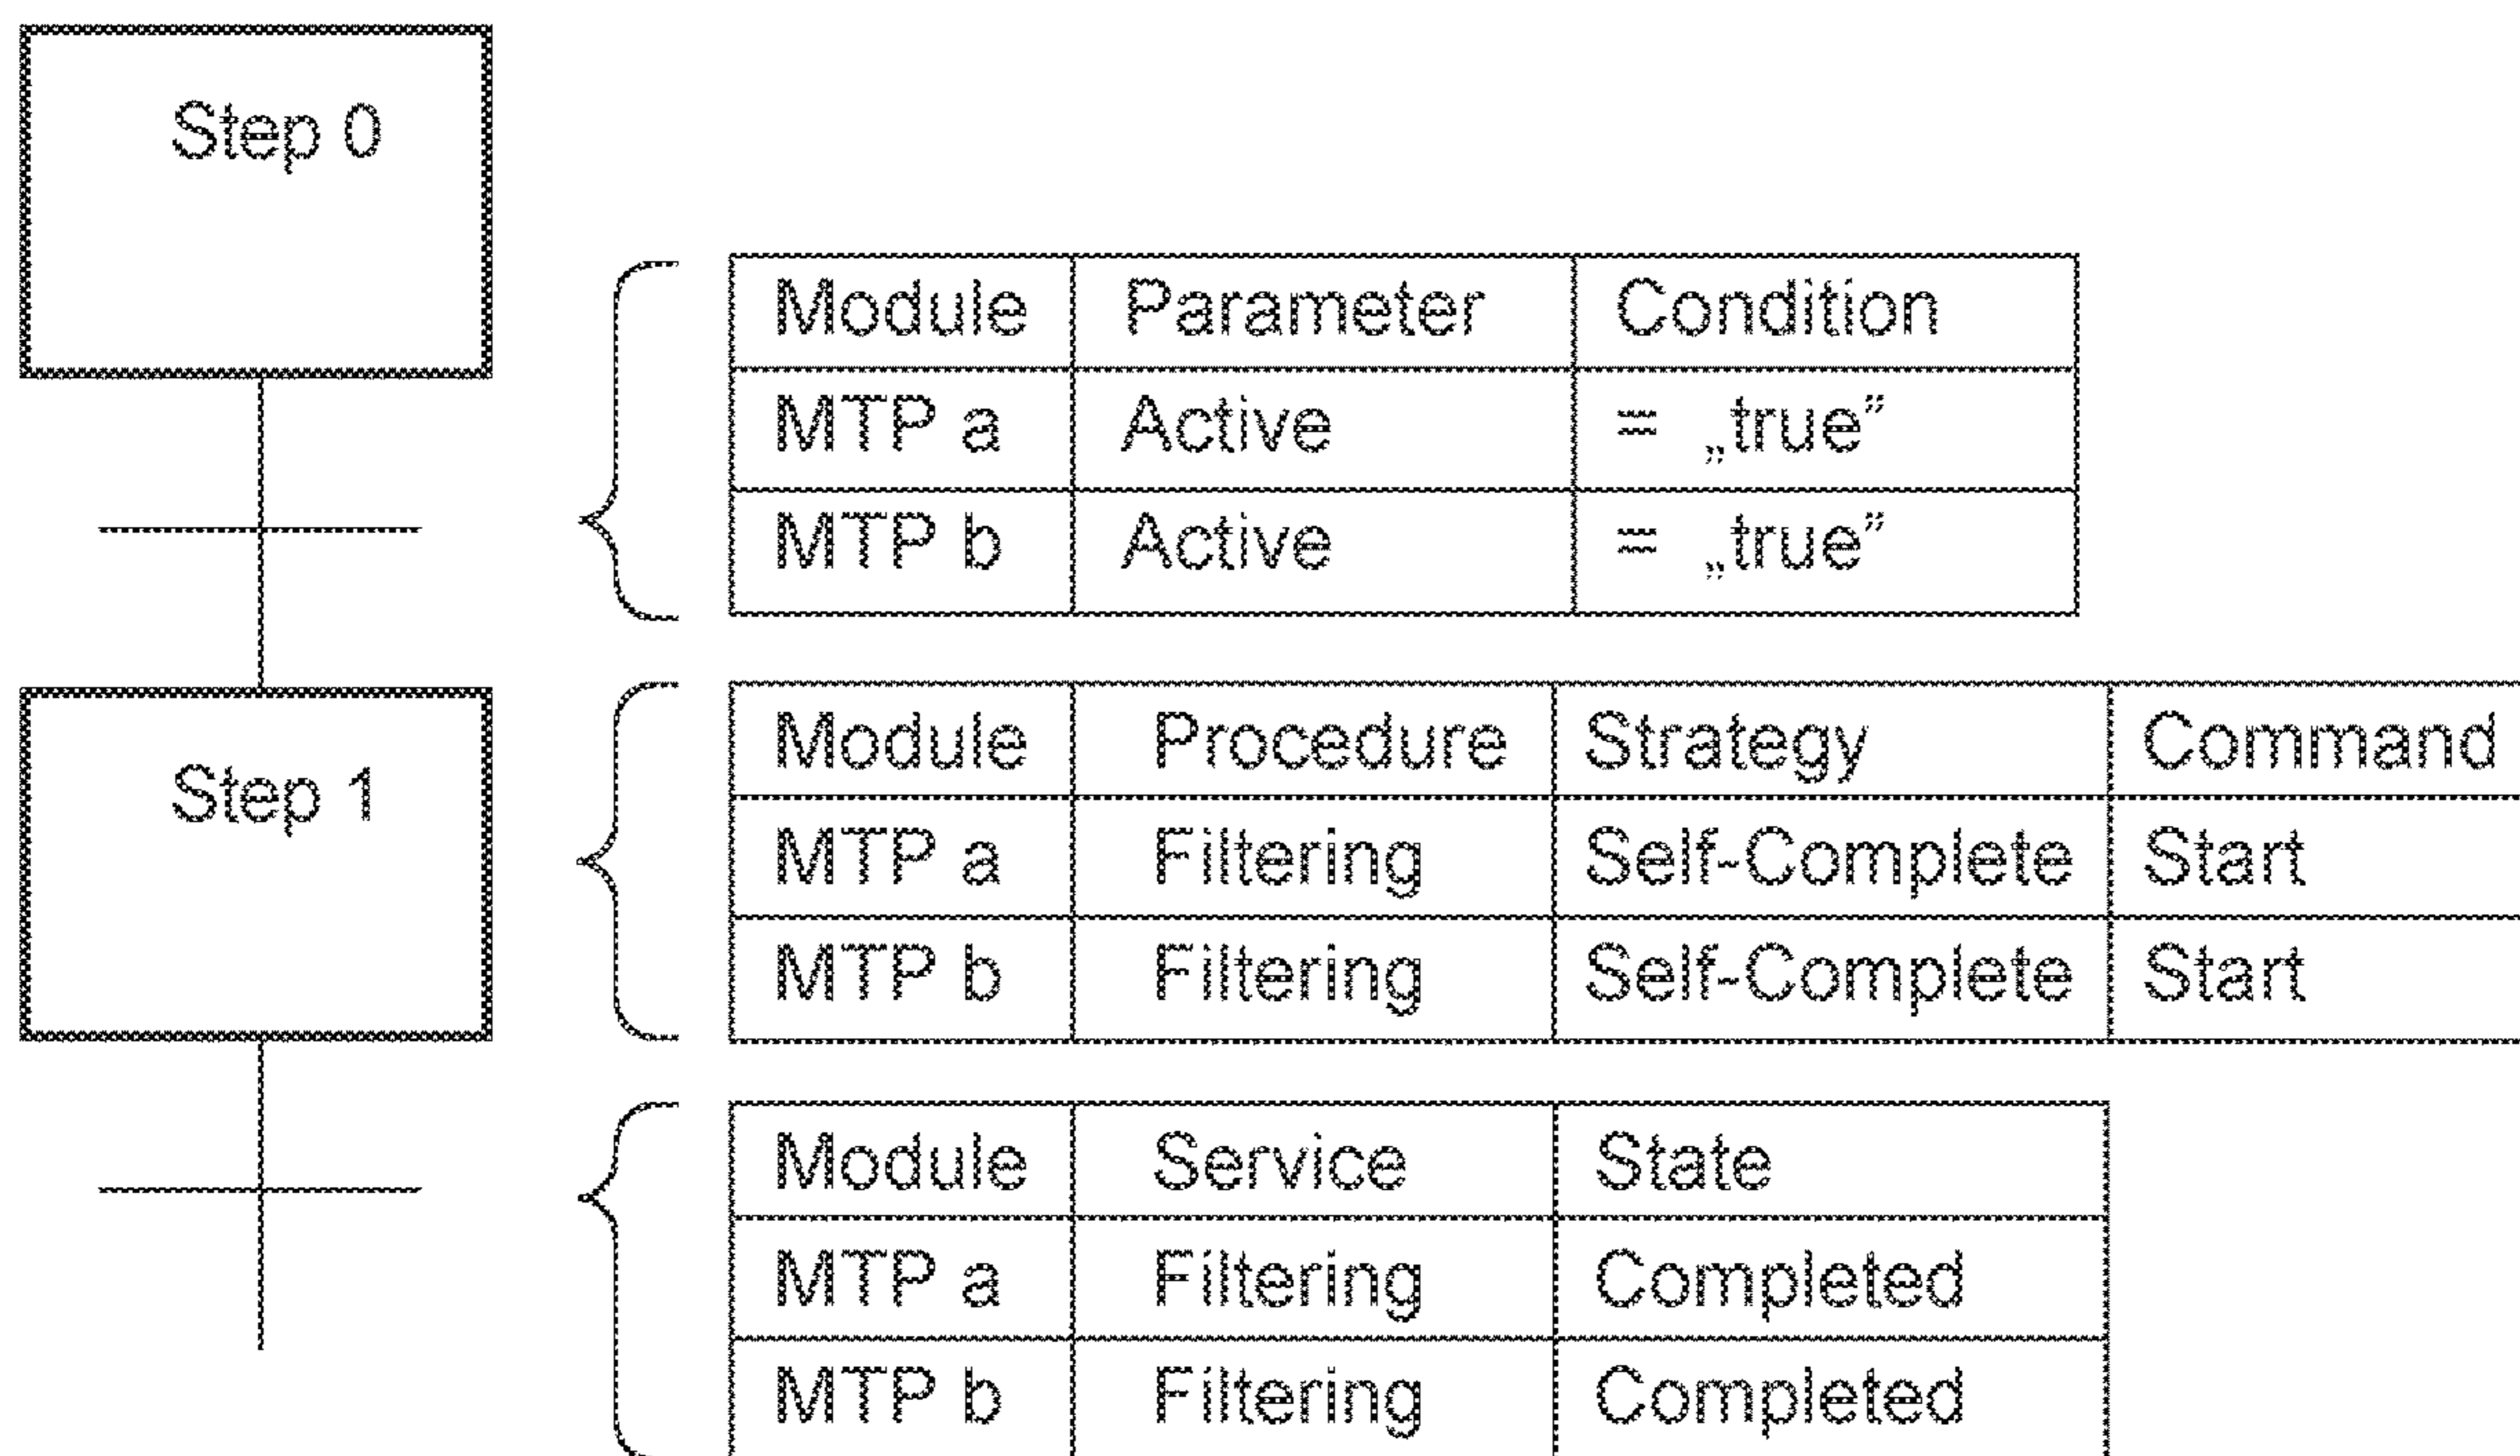 Step 0
Module Parameter Condition
MTP a Active = „true”
MTP b Active = „true”
Step 1
Module Procedure Strategy Command
MTP a Filtering Self-Complete Start
MTP b Filtering Self-Complete Start
Module Service State
MTP a Filtering Completed
MTP b Filtering Completed